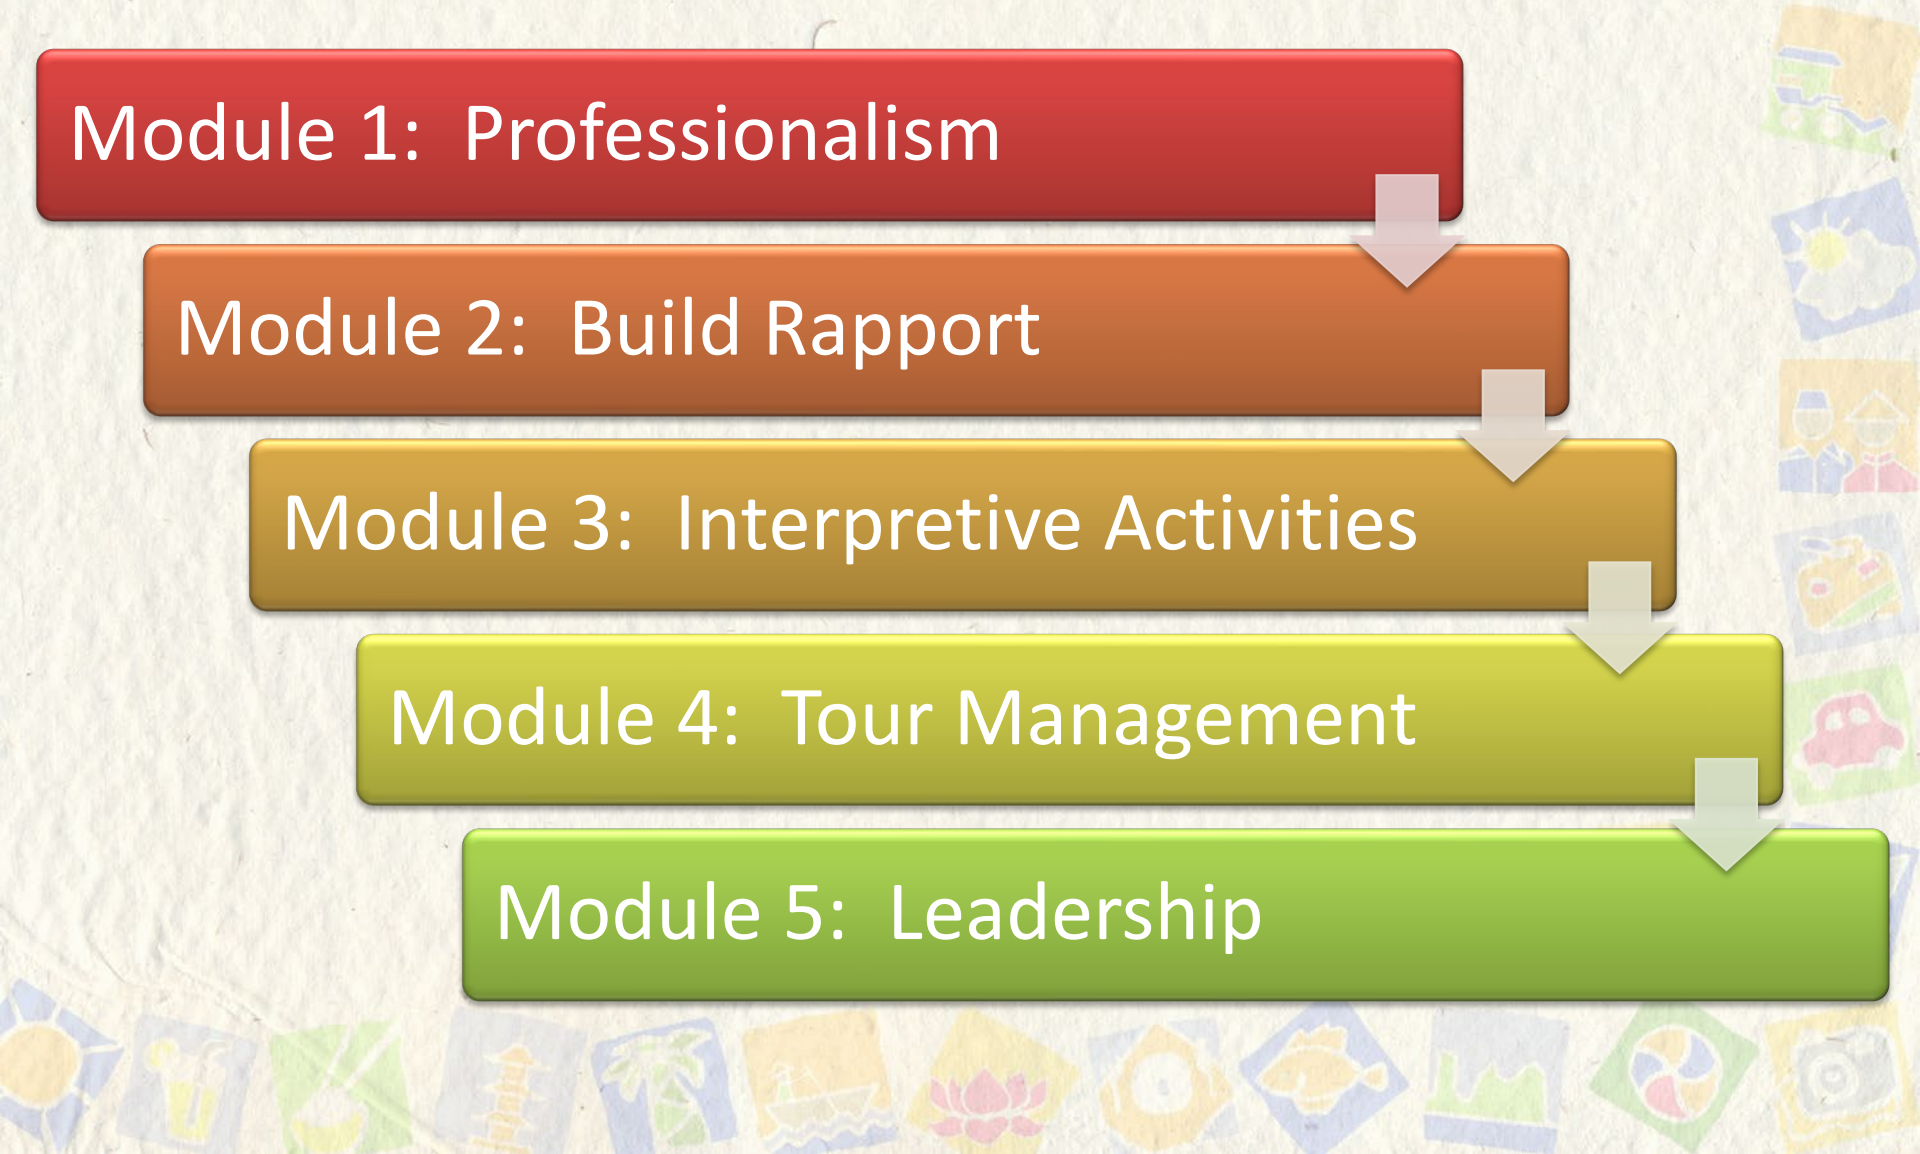 Module 1:  Professionalism
Module 2:  Build Rapport
Module 3:  Interpretive Activities
Module 4:  Tour Management
Module 5:  Leadership